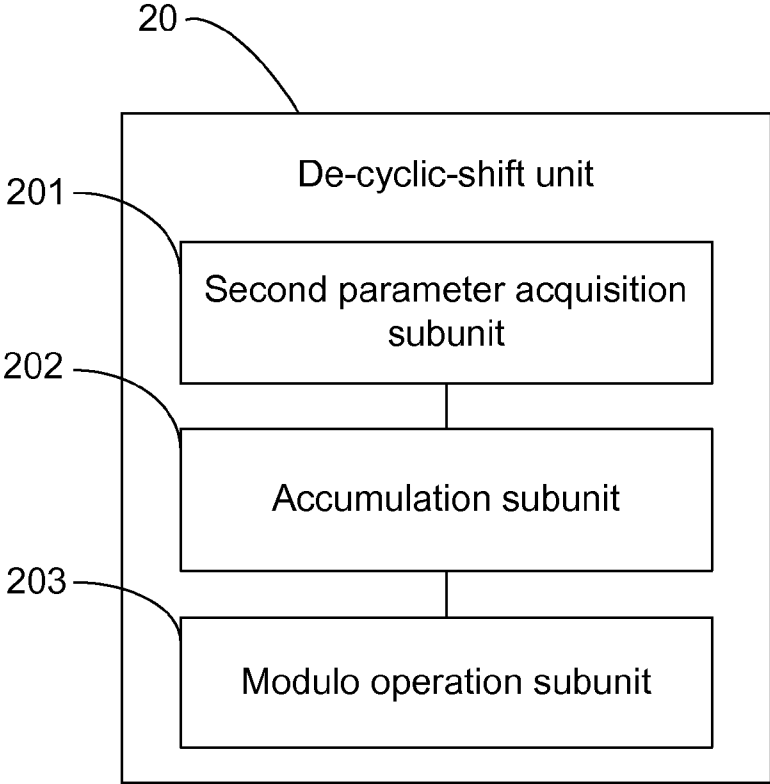 20
De-cyclic-shift unit
201
Second parameter acquisition
subunit
202
Accumulation subunit
203
Modulo operation subunit